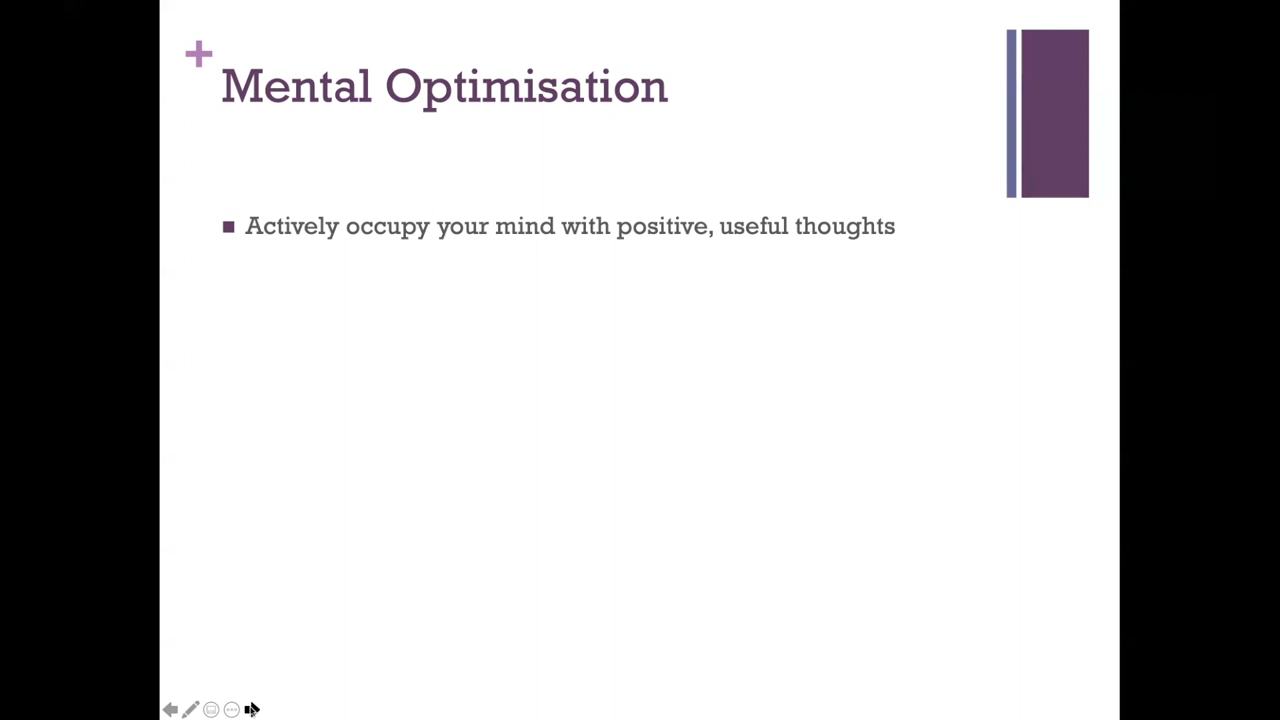 +
Mental Optimisation
■ Actively occupy your mind with positive, useful thoughts